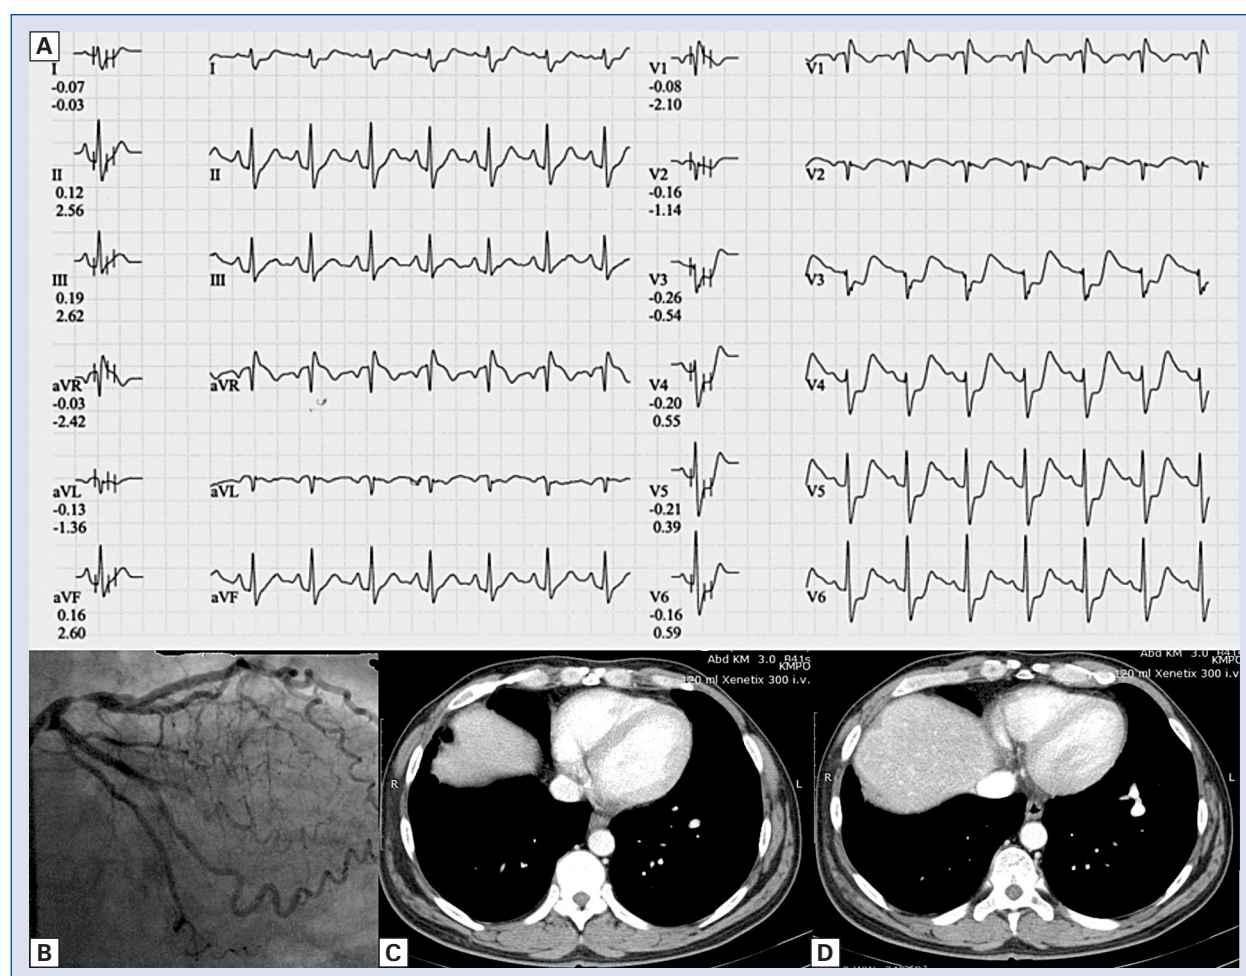 A
I
-0.07
-0.03
I
II
0.12
2.56
II
III
0.19
2.62
III
aVR
-0.03
-2.42
aVR
aVL
-0.13
-1.36
aVL
aVF
0.16
2.60
aVF
V1
-0.08
-2.10
V1
V2
-0.16
-1.14
V2
V3
-0.26
-0.54
V3
V4
-0.20
0.55
V4
V5
-0.21
0.39
V5
V6
-0.16
0.59
V6
B
Abd KM 3.0 B41s
KMPO
120 ml Xenetix 300 i.v.
R
L
C
Abd KM 3.0 B41s
KMPO
120 ml Xenetix 300 i.v.
R
L
D